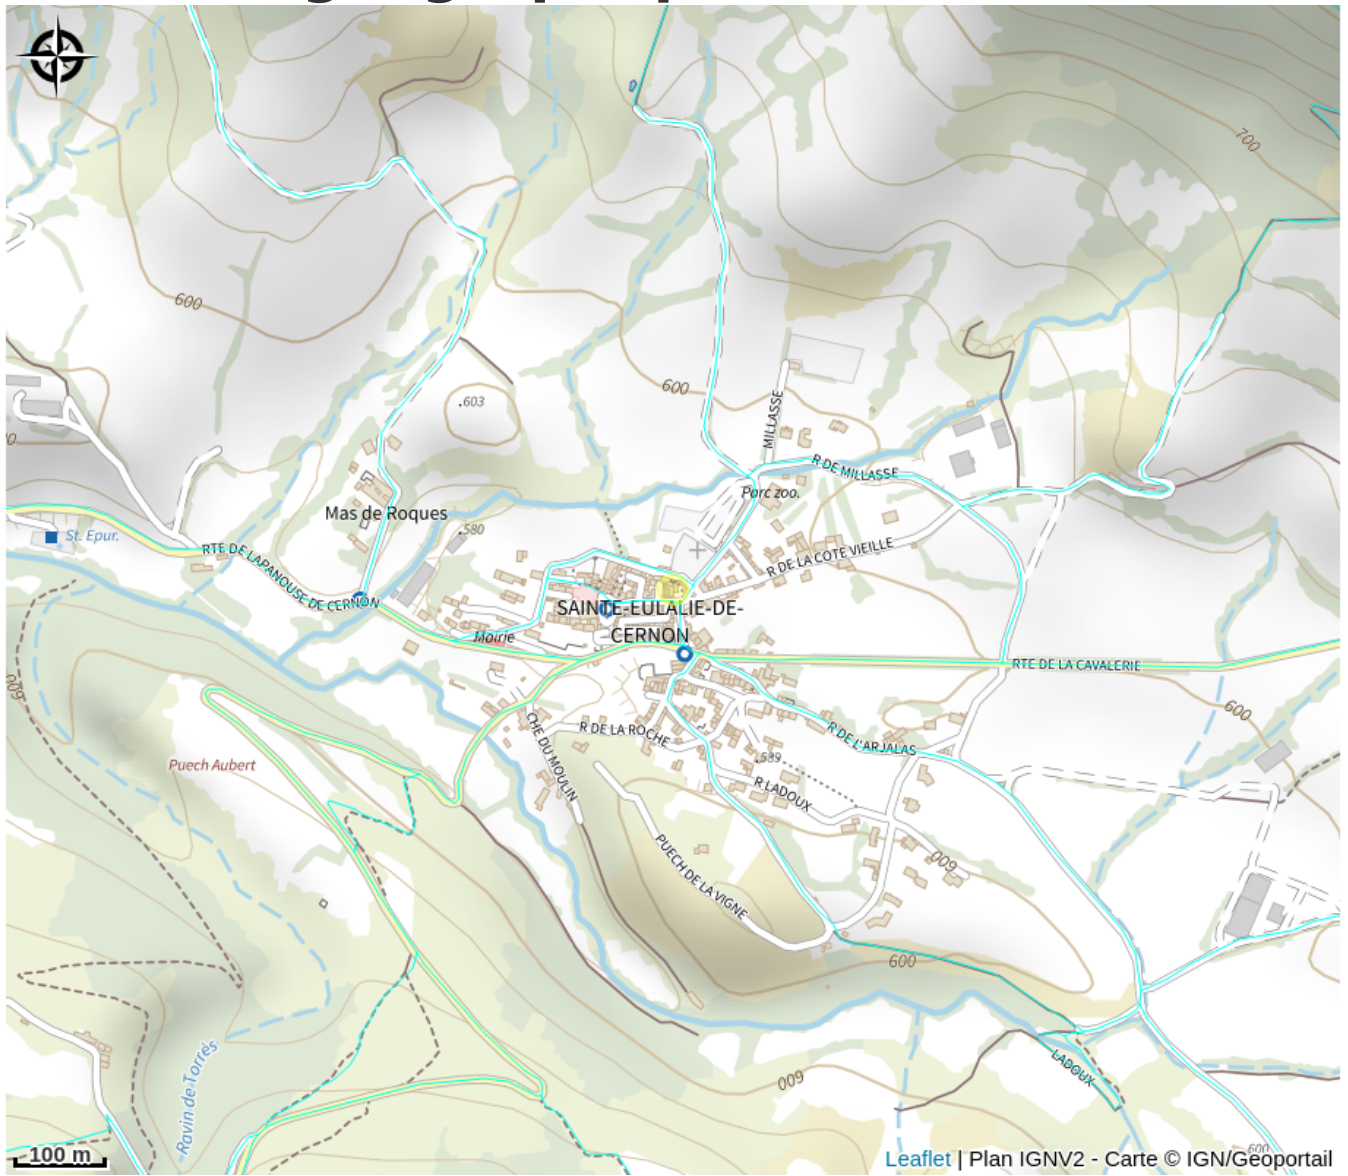 700
600
600
.603
MILLASSE
R DE MILLASSE
Parc zoo.
Mas de Roques
.580
St. Epur.
RTE DE LAPANOUSE DE CERNON
R DE LA COTE VIEILLE
SAINTE-EULALIE-DE-
CERNON
Mairie
RTE DE LA CAVALERIE
600
600
CHE DU MOULIN
R DE LA ROCHE
R DE L'ARJALAS
.589
Puech Aubert
R LADOUX
PUECH DE LA VIGNE
600
600
Ravin de Torrès
LADOUX
600
600
100 m
Leaflet | Plan IGNV2 - Carte © IGN/Geoportail